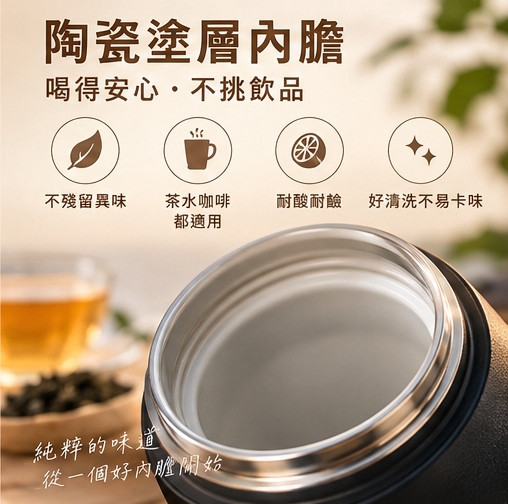 陶瓷塗層內膽
喝得安心・不挑飲品
不殘留異味
茶水咖啡
都適用
耐酸耐鹼
好清洗不易卡味
純粹的味道
從一個好內膽開始